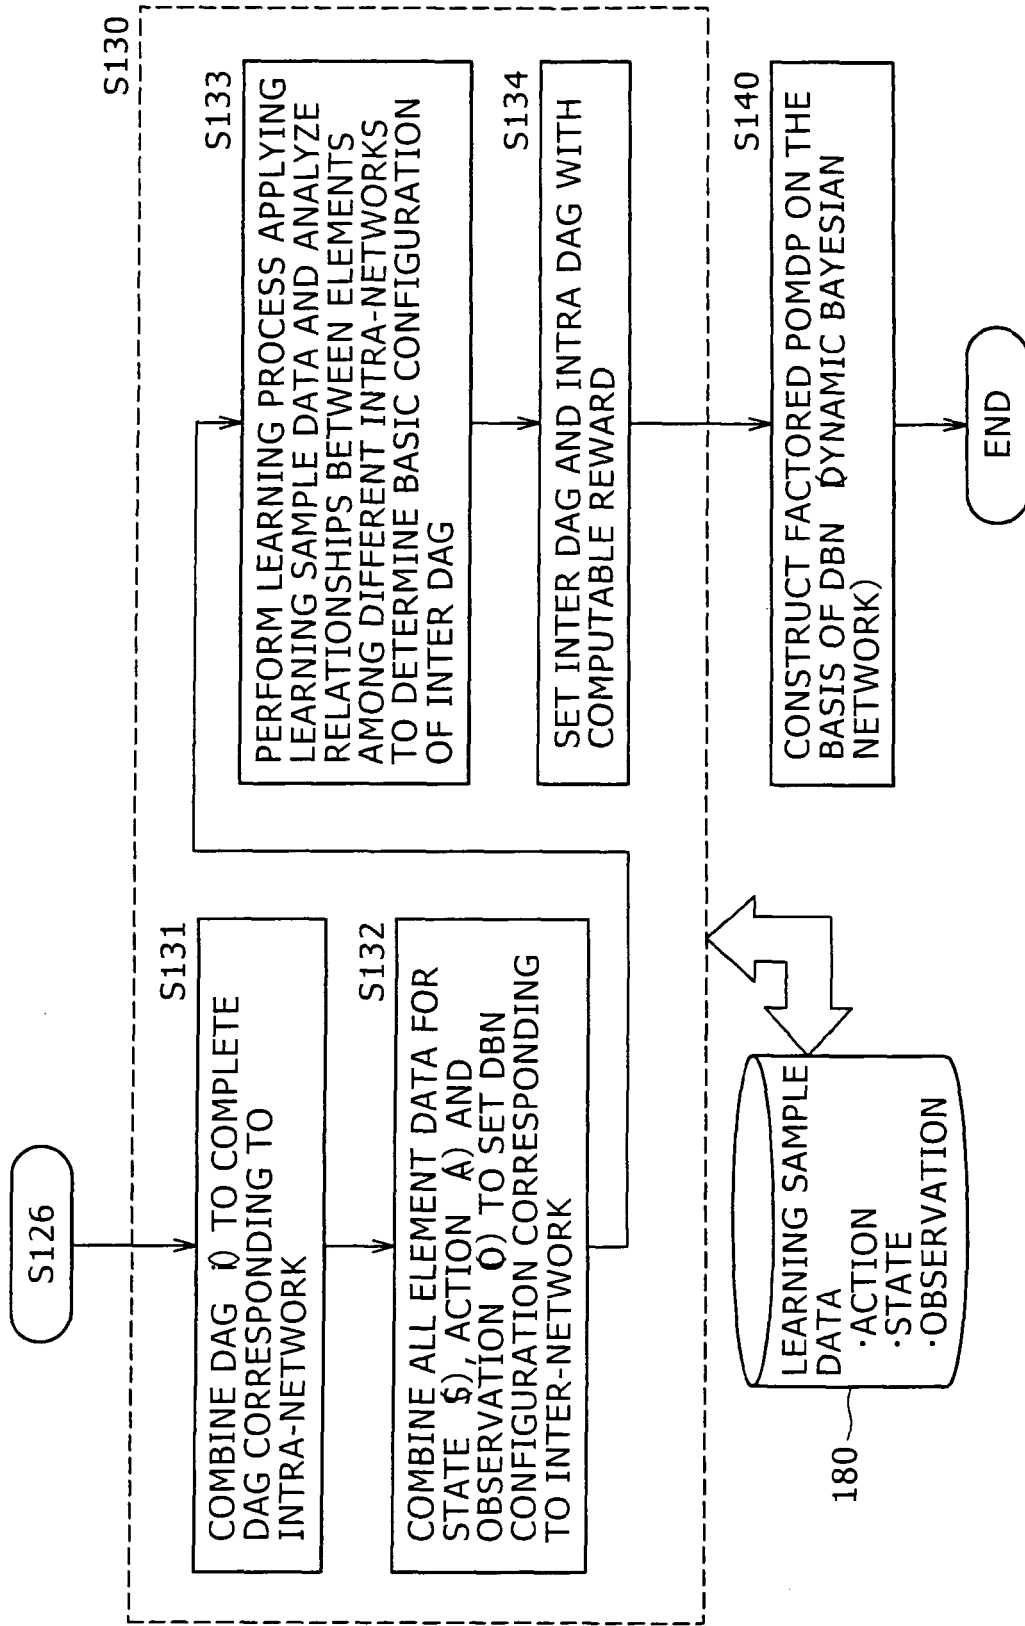 S126
S130
S131
COMBINE DAG (i) TO COMPLETE
DAG CORRESPONDING TO
INTRA-NETWORK
S132
COMBINE ALL ELEMENT DATA FOR
STATE (S), ACTION (A) AND
OBSERVATION (O) TO SET DBN
CONFIGURATION CORRESPONDING
TO INTER-NETWORK
S133
PERFORM LEARNING PROCESS APPLYING
LEARNING SAMPLE DATA AND ANALYZE
RELATIONSHIPS BETWEEN ELEMENTS
AMONG DIFFERENT INTRA-NETWORKS
TO DETERMINE BASIC CONFIGURATION
OF INTER DAG
S134
SET INTER DAG AND INTRA DAG WITH
COMPUTABLE REWARD
S140
CONSTRUCT FACTORED POMDP ON THE
BASIS OF DBN (DYNAMIC BAYESIAN
NETWORK)
END
LEARNING SAMPLE
DATA
·ACTION
·STATE
·OBSERVATION
180